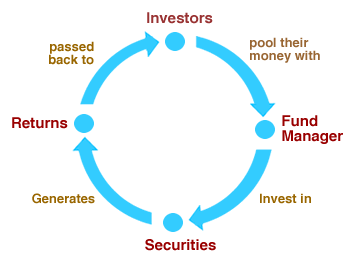 Investors
pool their
money with
Fund
Manager
Invest in
Securities
Generates
Returns
passed
back to